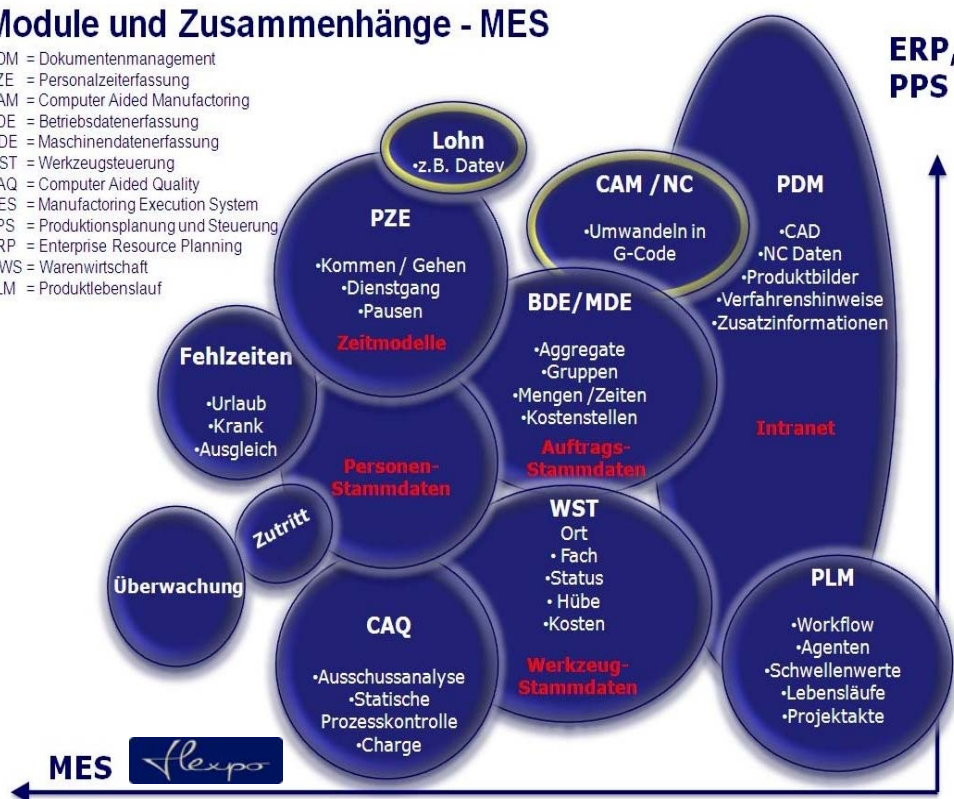 Module und Zusammenhänge - MES
OM = Dokumentenmanagement
ZE = Personalzeiterfassung
AM = Computer Aided Manufactoring
DE = Betriebsdatenerfassung
DE = Maschinendatenerfassung
ST = Werkzeugsteuerung
AQ = Computer Aided Quality
ES = Manufactoring Execution System
PS = Produktionsplanung und Steuerung
RP = Enterprise Resource Planning
WS = Warenwirtschaft
LM = Produktlebenslauf
ERP/
PPS
Lohn
•z.B. Datev
CAM /NC
•Umwandeln in
G-Code
PDM
•CAD
•NC Daten
•Produktbilder
•Verfahrenshinweise
•Zusatzinformationen
Intranet
PZE
•Kommen / Gehen
•Dienstgang
•Pausen
Zeitmodelle
BDE/MDE
•Aggregate
•Gruppen
•Mengen /Zeiten
•Kostenstellen
Auftrags-
Stammdaten
Fehlzeiten
•Urlaub
•Krank
•Ausgleich
Personen-
Stammdaten
Zutritt
Überwachung
WST
Ort
• Fach
•Status
• Hübe
•Kosten
Werkzeug-
Stammdaten
CAQ
•Ausschussanalyse
•Statische
Prozesskontrolle
•Charge
PLM
•Workflow
•Agenten
•Schwellenwerte
•Lebensläufe
•Projektakte
MES
flexpo